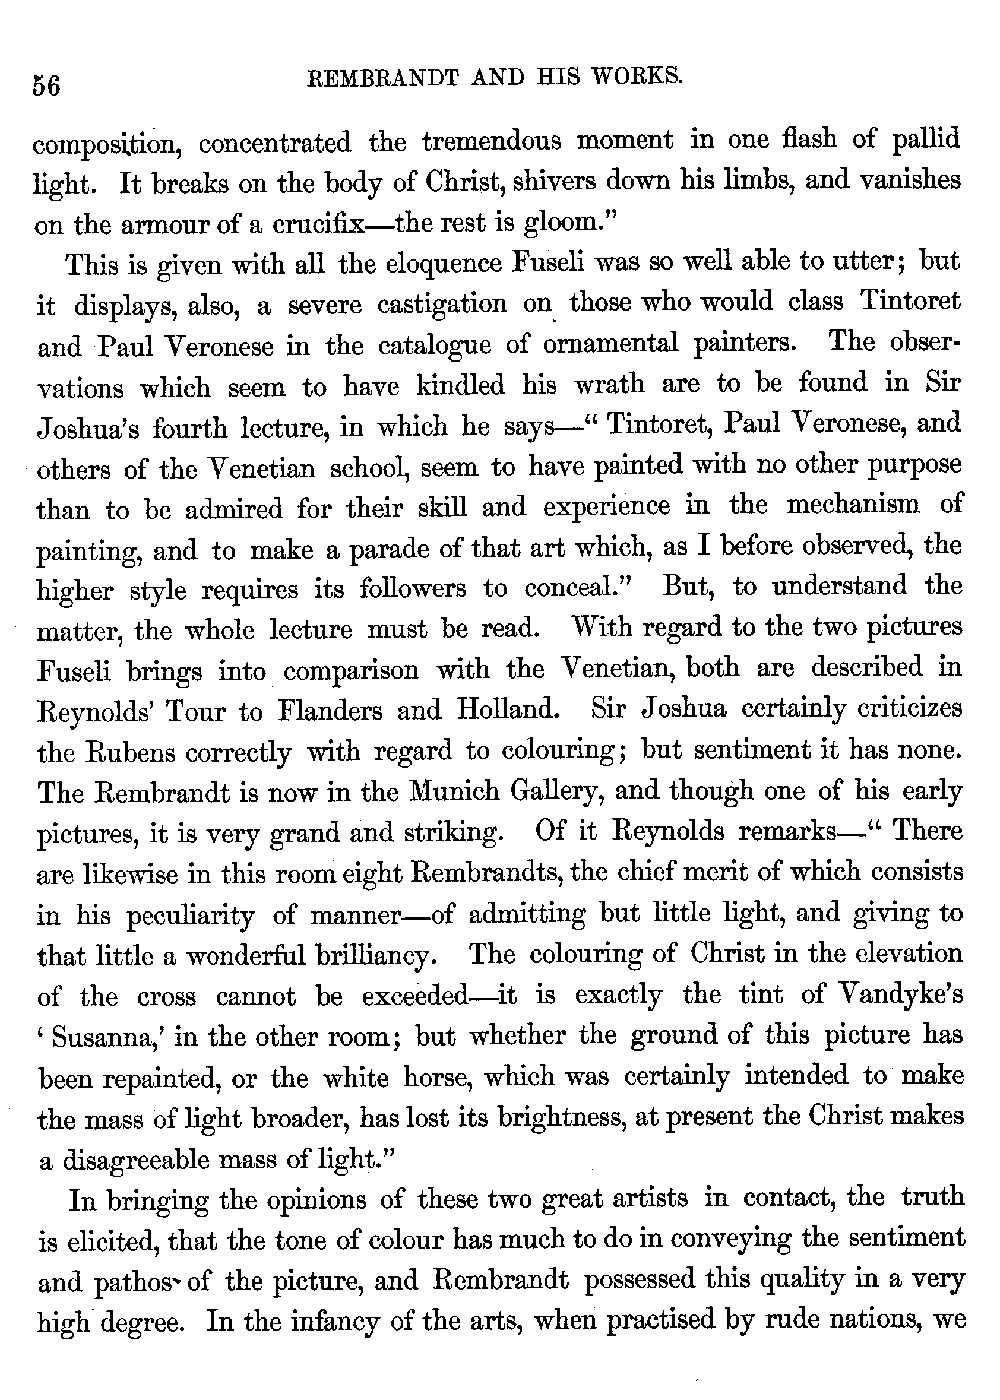 56
REMBRANDT AND HIS WORKS.
composition, concentrated the tremendous moment in one flash of pallid
light. It breaks on the body of Christ, shivers down his limbs, and vanishes
on the armour of a crucifix—the rest is gloom.”
This is given with all the eloquence Fuseli was so well able to utter; but
it displays, also, a severe castigation on those who would class Tintoret
and Paul Veronese in the catalogue of ornamental painters. The obser-
vations which seem to have kindled his wrath are to be found in Sir
Joshua's fourth lecture, in which he says—“ Tintoret, Paul Veronese, and
others of the Venetian school, seem to have painted with no other purpose
than to be admired for their skill and experience in the mechanism of
painting, and to make a parade of that art which, as I before observed, the
higher style requires its followers to conceal.” But, to understand the
matter, the whole lecture must be read. With regard to the two pictures
Fuseli brings into comparison with the Venetian, both are described in
Reynolds' Tour to Flanders and Holland. Sir Joshua certainly criticizes
the Rubens correctly with regard to colouring; but sentiment it has none.
The Rembrandt is now in the Munich Gallery, and though one of his early
pictures, it is very grand and striking. Of it Reynolds remarks—“ There
are likewise in this room eight Rembrandts, the chief merit of which consists
in his peculiarity of manner—of admitting but little light, and giving to
that little a wonderful brilliancy. The colouring of Christ in the elevation
of the cross cannot be exceeded—it is exactly the tint of Vandyke's
‘ Susanna,’ in the other room; but whether the ground of this picture has
been repainted, or the white horse, which was certainly intended to make
the mass of light broader, has lost its brightness, at present the Christ makes
a disagreeable mass of light.”
In bringing the opinions of these two great artists in contact, the truth
is elicited, that the tone of colour has much to do in conveying the sentiment
and pathos of the picture, and Rembrandt possessed this quality in a very
high degree. In the infancy of the arts, when practised by rude nations, we